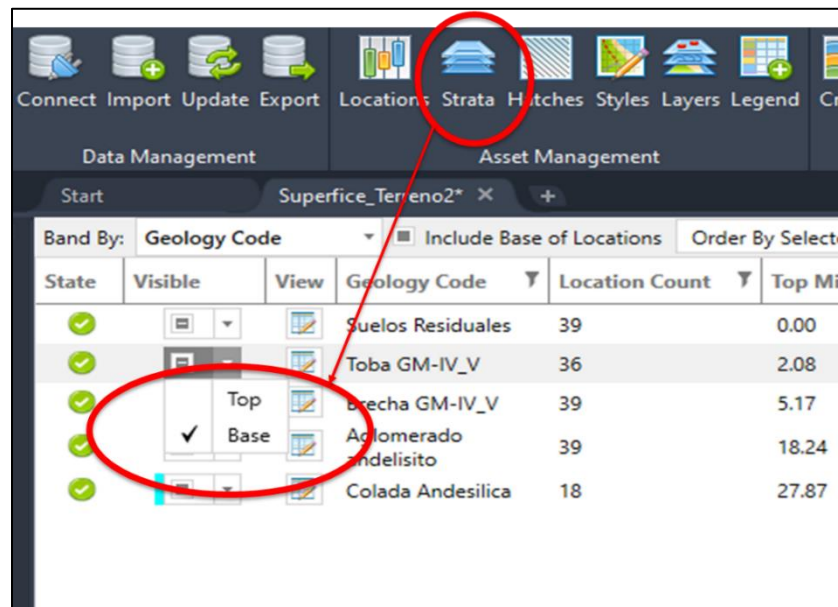 Connect Import Update Export Locations Strata Hatches Styles Layers Legend
Data Management Asset Management
Start Superfice_Terreno2* × +
Band By: Geology Code Include Base of Locations Order By
State Visible View Geology Code Location Count Top
Suelos Residuales 39 0.00
Toba GM-IV_V 36 2.08
Top Brecha GM-IV_V 39 5.17
Base Aglomerado
andelisito 39 18.24
Colada Andesilica 18 27.87